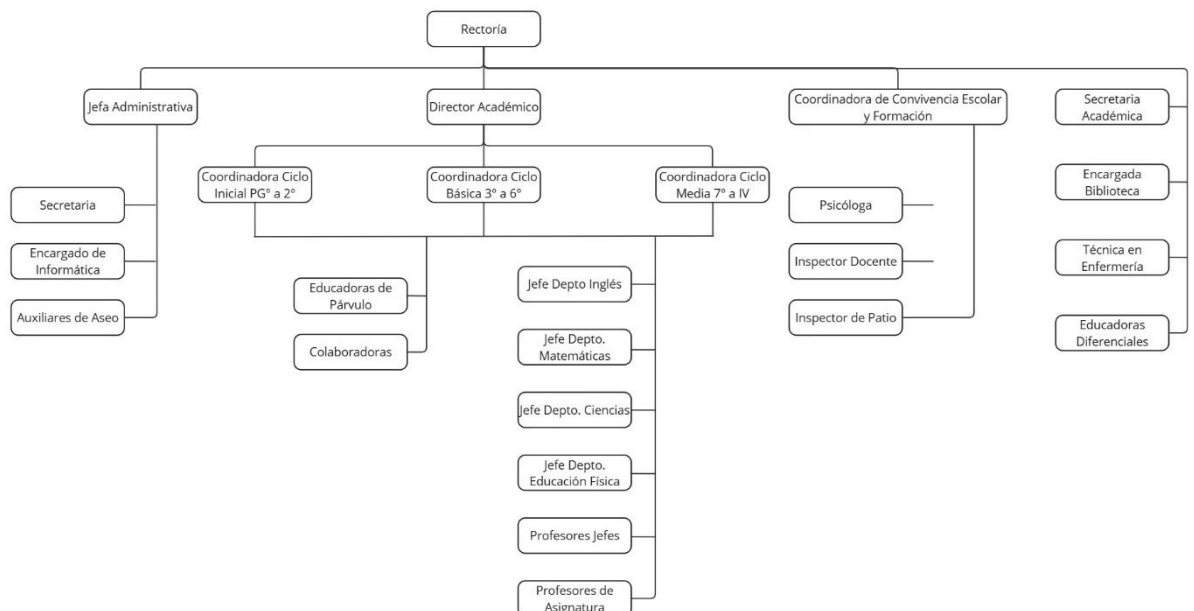 Rectoría
Jefa Administrativa
Director Académico
Coordinadora de Convivencia Escolar
y Formación
Secretaria
Académica
Coordinadora Ciclo
Inicial PG° a 2°
Coordinadora Ciclo
Básica 3° a 6°
Coordinadora Ciclo
Media 7° a IV
Encargada
Biblioteca
Secretaria
Psicóloga
Encargado de
Informática
Inspector Docente
Técnica en
Enfermería
Educadoras de
Párvulo
Jefe Depto Inglés
Auxiliares de Aseo
Inspector de Patio
Educadoras
Diferenciales
Colaboradoras
Jefe Depto.
Matemáticas
Jefe Depto. Ciencias
Jefe Depto.
Educación Física
Profesores Jefes
Profesores de
Asignatura